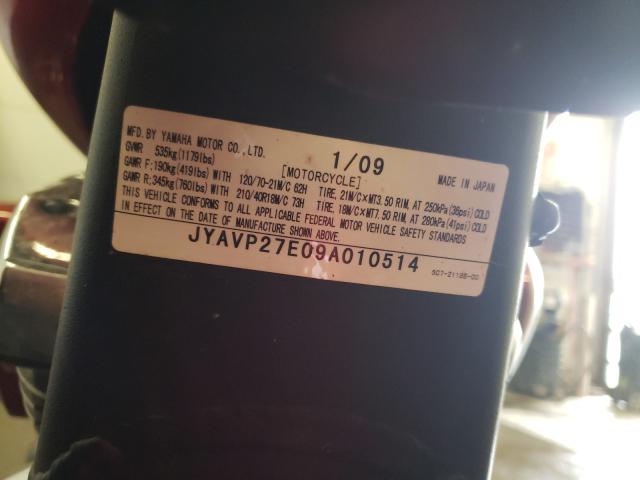 MFD. BY YAMAHA MOTOR CO., LTD. 1/09 MADE IN JAPAN
GVWR 535kg(1179lbs) [MOTORCYCLE]
GAWR F: 190kg(419lbs) WITH 120/70-21M/C 62H TIRE, 21M/C×MT3.50 RIM, AT 250kPa(36psi)COLD
GAWR R: 345kg(760lbs) WITH 210/40R18M/C 73H TIRE, 18M/C×MT7.50 RIM, AT 280kPa(41psi)COLD
THIS VEHICLE CONFORMS TO ALL APPLICABLE FEDERAL MOTOR VEHICLE SAFETY STANDARDS
IN EFFECT ON THE DATE OF MANUFACTURE SHOWN ABOVE.
JYAVP27E09A010514